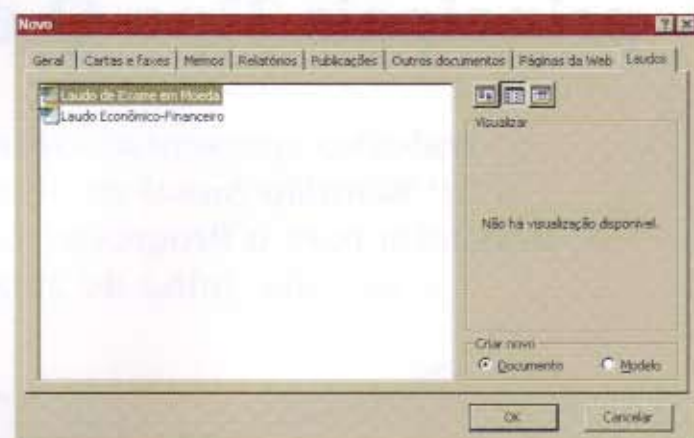 Novo
Geral Cartas e faxes Memos Relatórios Publicações Outros documentos Páginas da Web Laudos
Laudo de Exame em Moeda
Laudo Econômico-Financeiro
Visualizar
Não há visualização disponível.
Criar novo
Documento Modelo
OK Cancelar